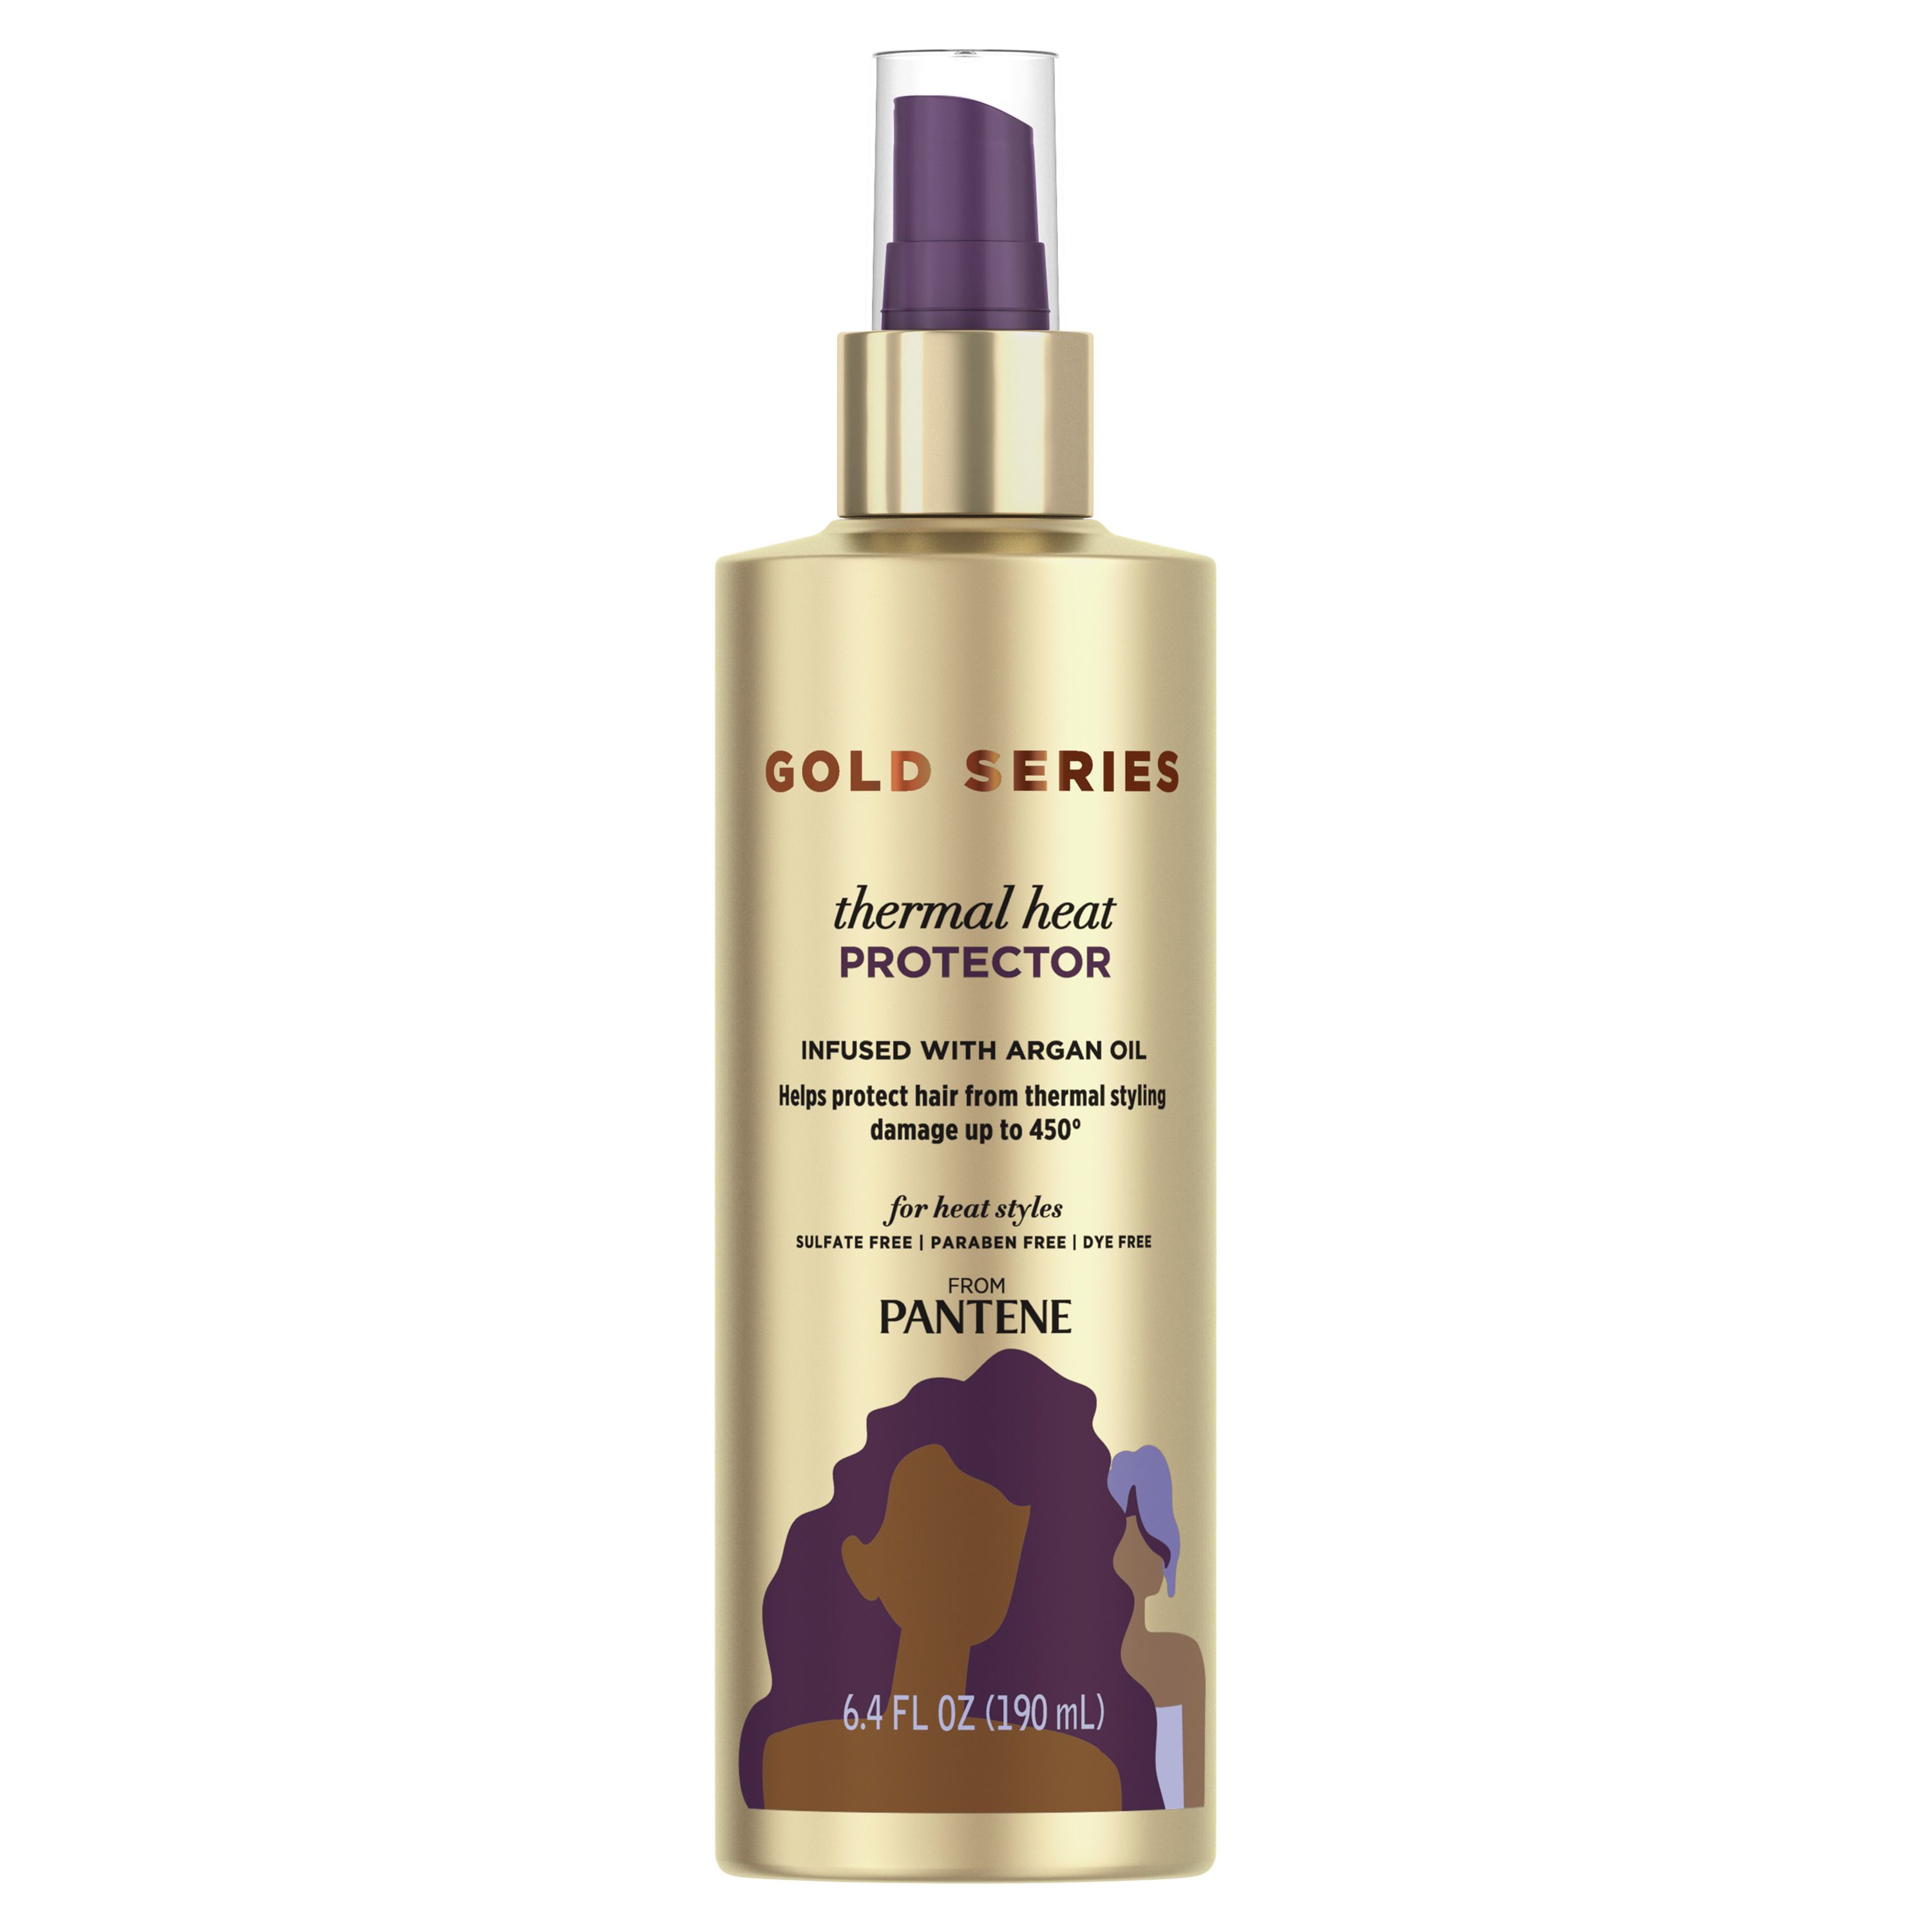 GOLD SERIES
thermal heat
PROTECTOR
INFUSED WITH ARGAN OIL
Helps protect hair from thermal styling
damage up to 450°
for heat styles
SULFATE FREE | PARABEN FREE | DYE FREE
FROM
PANTENE
6.4 FL OZ (190 mL)